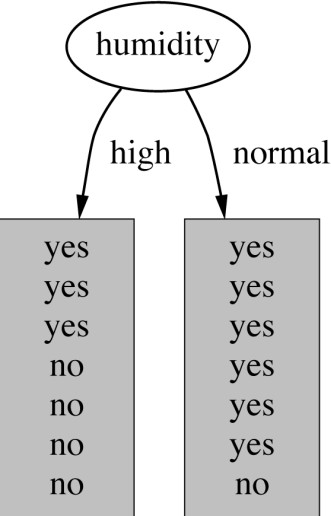 humidity
high
normal
yes
yes
yes
no
no
no
no
yes
yes
yes
yes
yes
yes
no